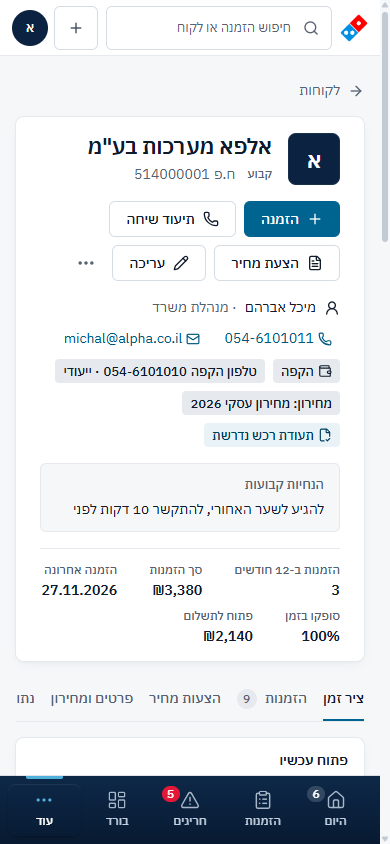 חיפוש הזמנה או לקוח
א
לקוחות
א
אלפא מערכות בע"מ
קבוע ח.פ 514000001
הזמנה
תיעוד שיחה
הצעת מחיר
עריכה
מיכל אברהם · מנהלת משרד
054-6101011 michal@alpha.co.il
הקפה
טלפון הקפה 054-6101010 · ייעודי
מחירון: מחירון עסקי 2026
תעודת רכש נדרשת
הנחיות קבועות
להגיע לשער האחורי, להתקשר 10 דקות לפני
הזמנות ב-12 חודשים סך הזמנות הזמנה אחרונה
3 ₪3,380 27.11.2026
סופקו בזמן פתוח לתשלום
100% ₪2,140
ציר זמן הזמנות 9 הצעות מחיר פרטים ומחירון נתו
פתוח עכשיו
6 5
היום הזמנות חריגים בורד עוד